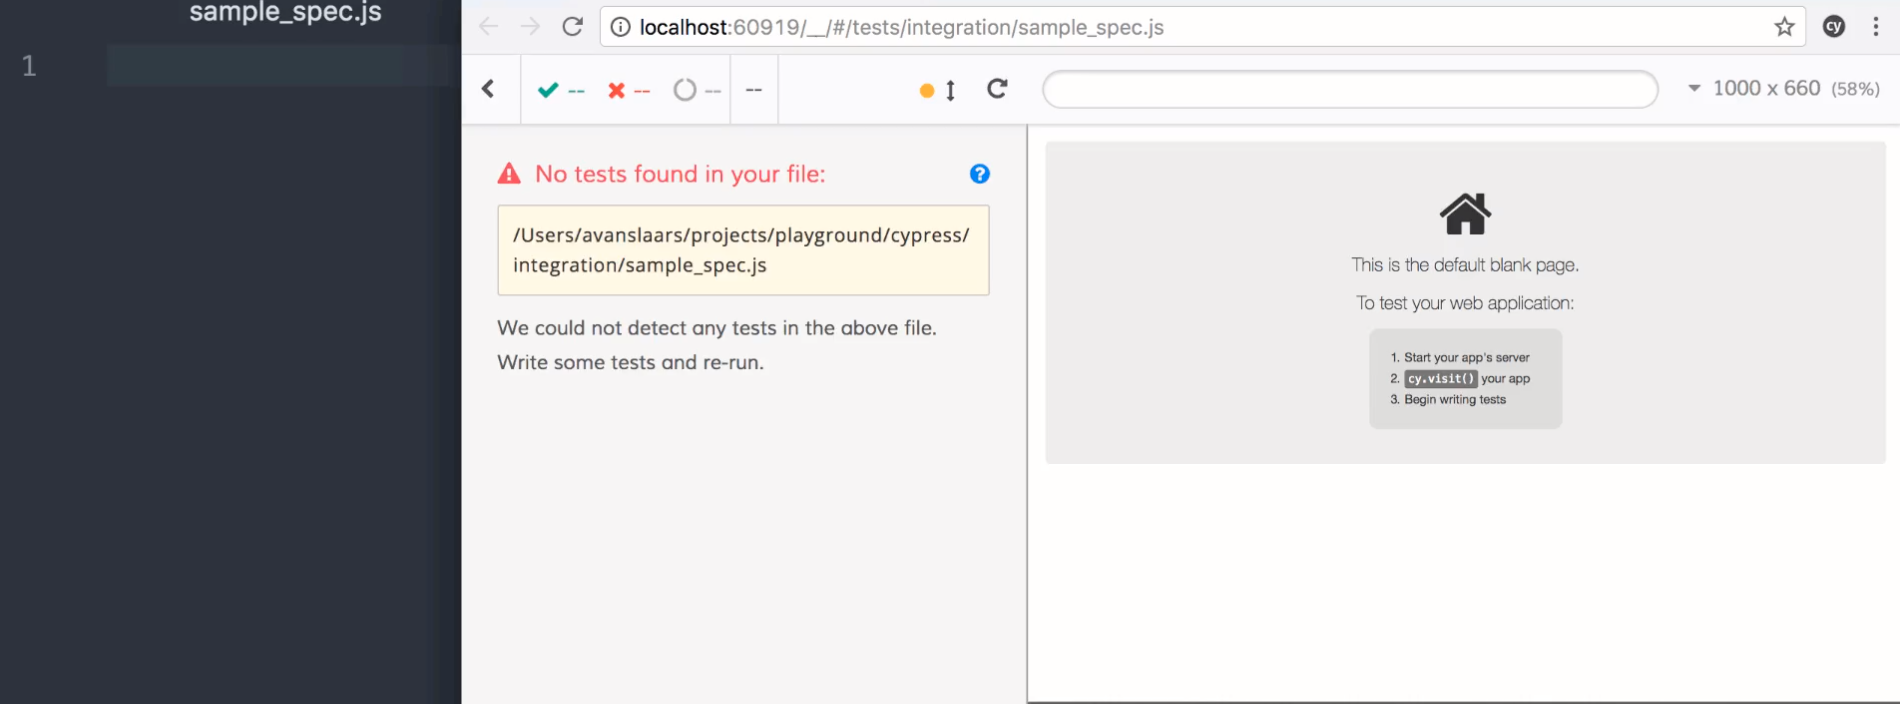 sample_spec.js
1
localhost:60919/__/#/tests/integration/sample_spec.js
cy
-- -- -- --
1000 x 660 (58%)
No tests found in your file:
/Users/avanslaars/projects/playground/cypress/
integration/sample_spec.js
We could not detect any tests in the above file.
Write some tests and re-run.
This is the default blank page.
To test your web application:
1. Start your app's server
2. cy.visit() your app
3. Begin writing tests